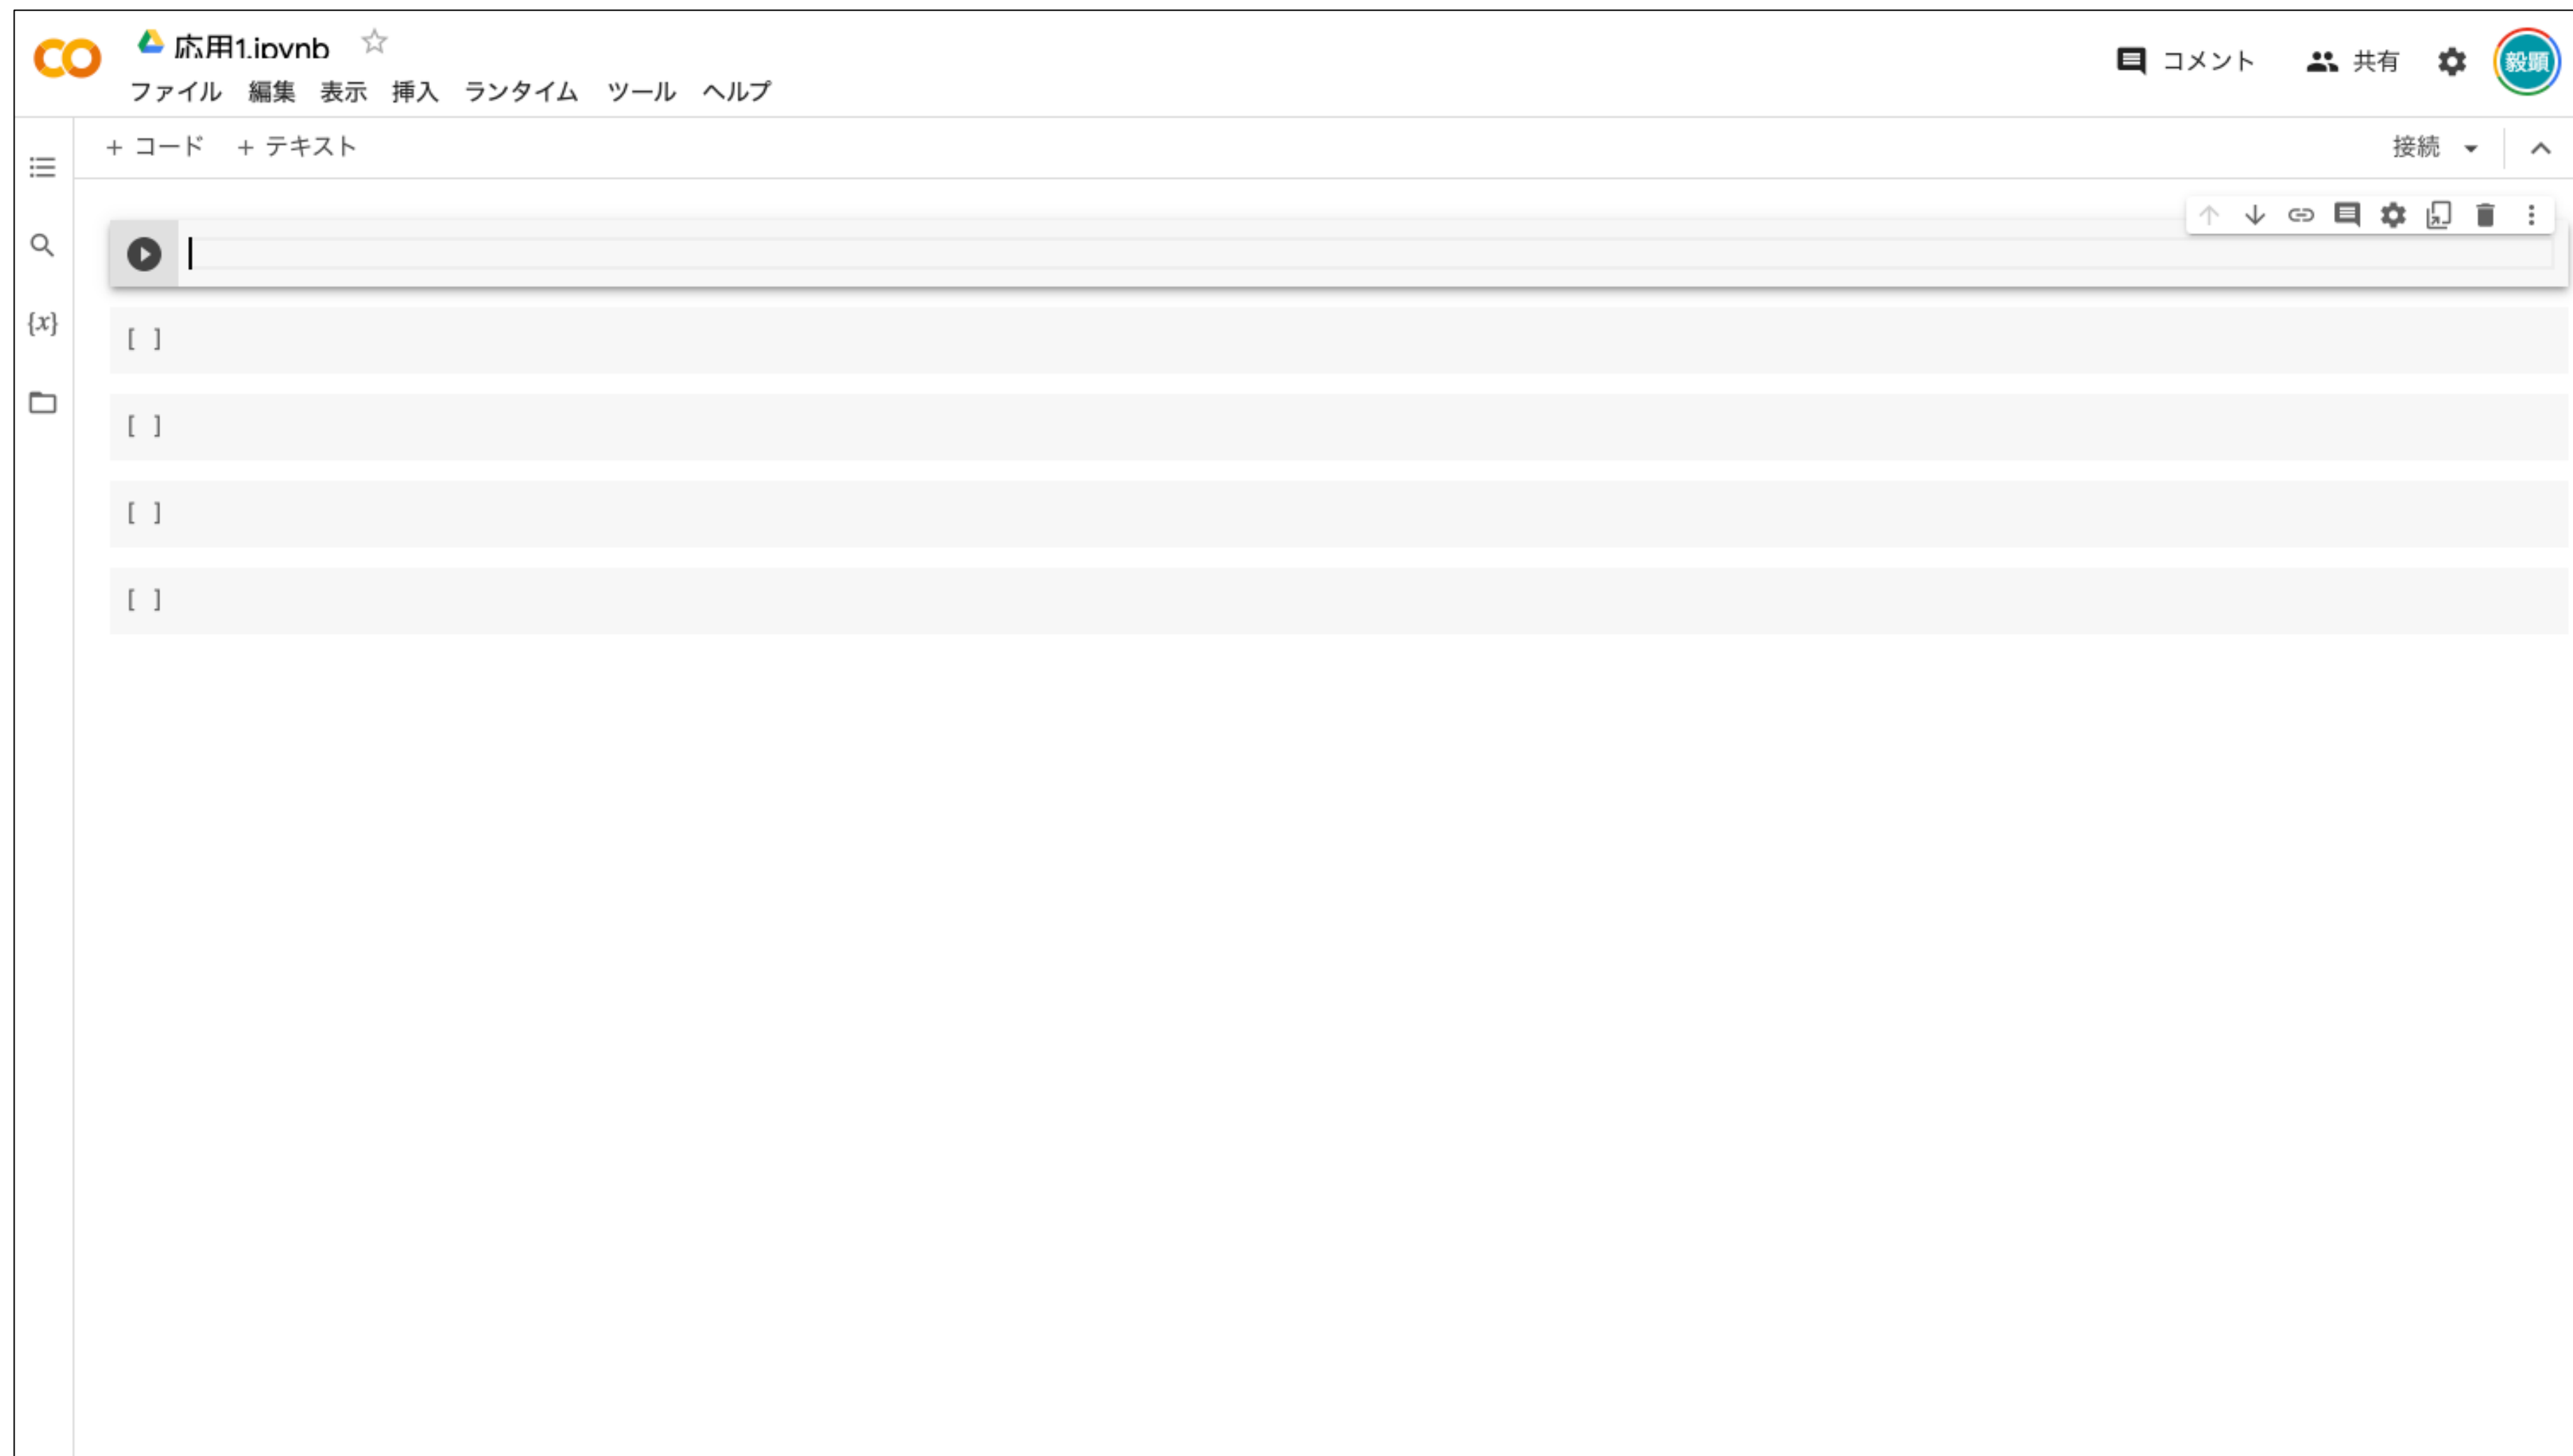 応用1.ipynb
コメント 共有 毅顕
ファイル 編集 表示 挿入 ランタイム ツール ヘルプ
+ コード + テキスト 接続
{x}
[ ]
[ ]
[ ]
[ ]